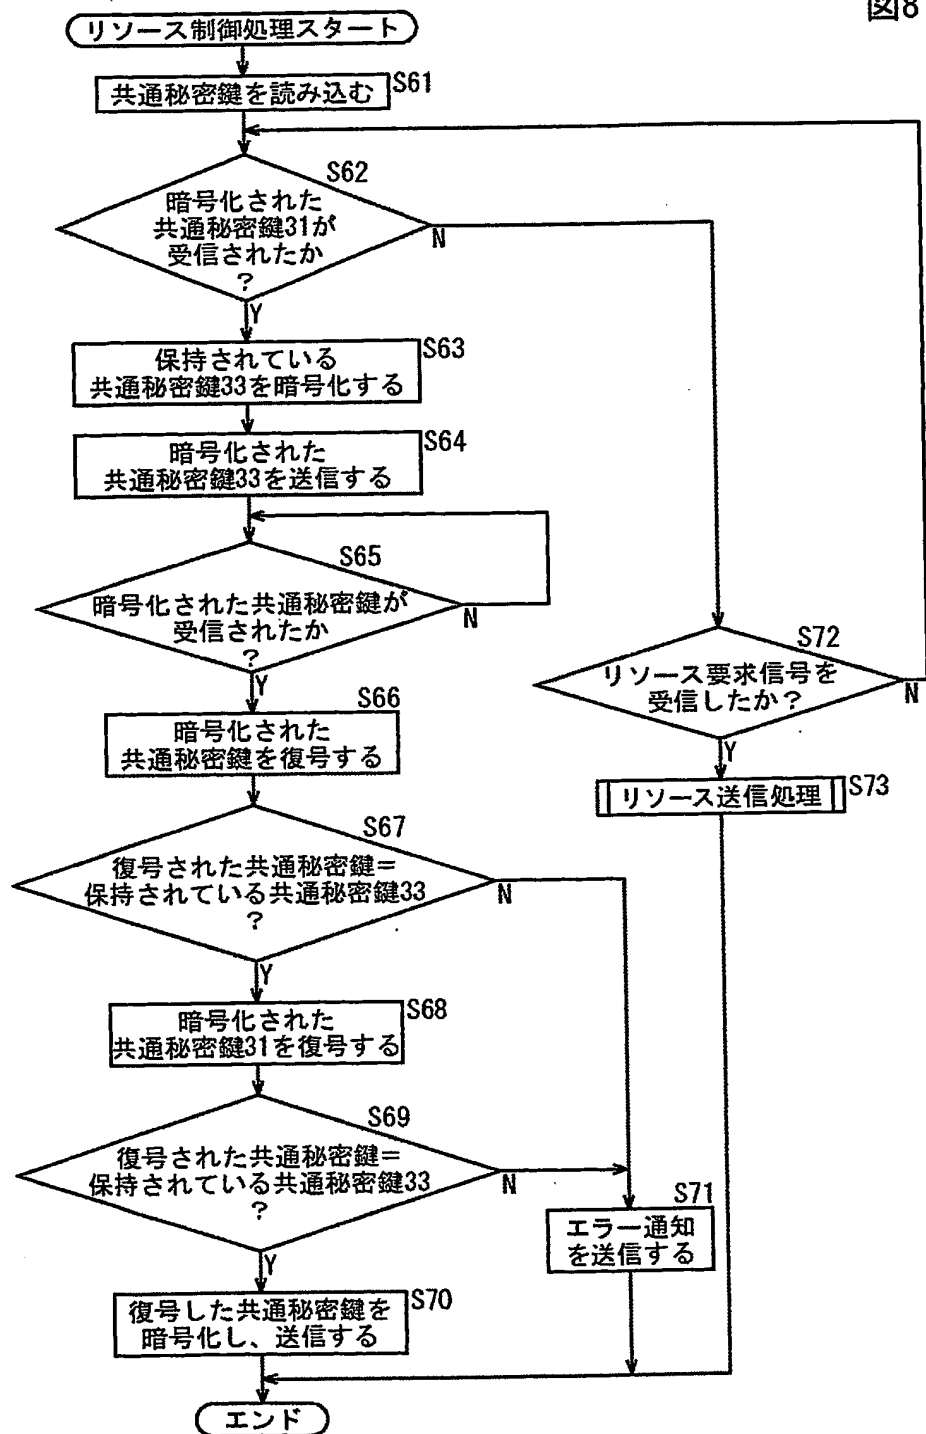 図8
リソース制御処理スタート
共通秘密鍵を読み込む
S61
S62
暗号化された
共通秘密鍵31が
受信されたか
?
N
Y
保持されている
共通秘密鍵33を暗号化する
S63
暗号化された
共通秘密鍵33を送信する
S64
S65
暗号化された共通秘密鍵が
受信されたか
?
N
Y
S72
リソース要求信号を
受信したか?
N
Y
S66
暗号化された
共通秘密鍵を復号する
リソース送信処理
S73
S67
復号された共通秘密鍵=
保持されている共通秘密鍵33
?
N
Y
暗号化された
共通秘密鍵31を復号する
S68
S69
復号された共通秘密鍵=
保持されている共通秘密鍵33
?
N
Y
S71
エラー通知
を送信する
復号した共通秘密鍵を
暗号化し、送信する
S70
エンド